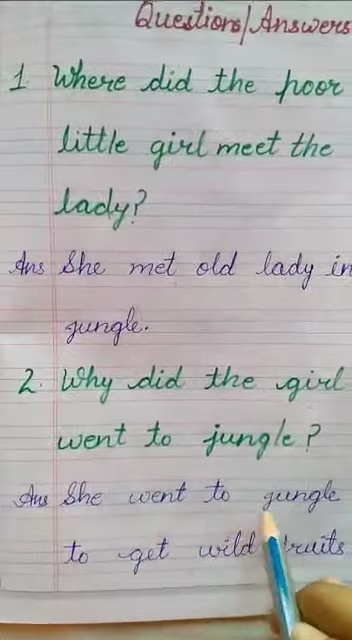 Questions/Answers
1. Where did the poor
little girl meet the
lady?
Ans She met old lady in
jungle.
2. Why did the girl
went to jungle?
Ans She went to jungle
to get wild fruits